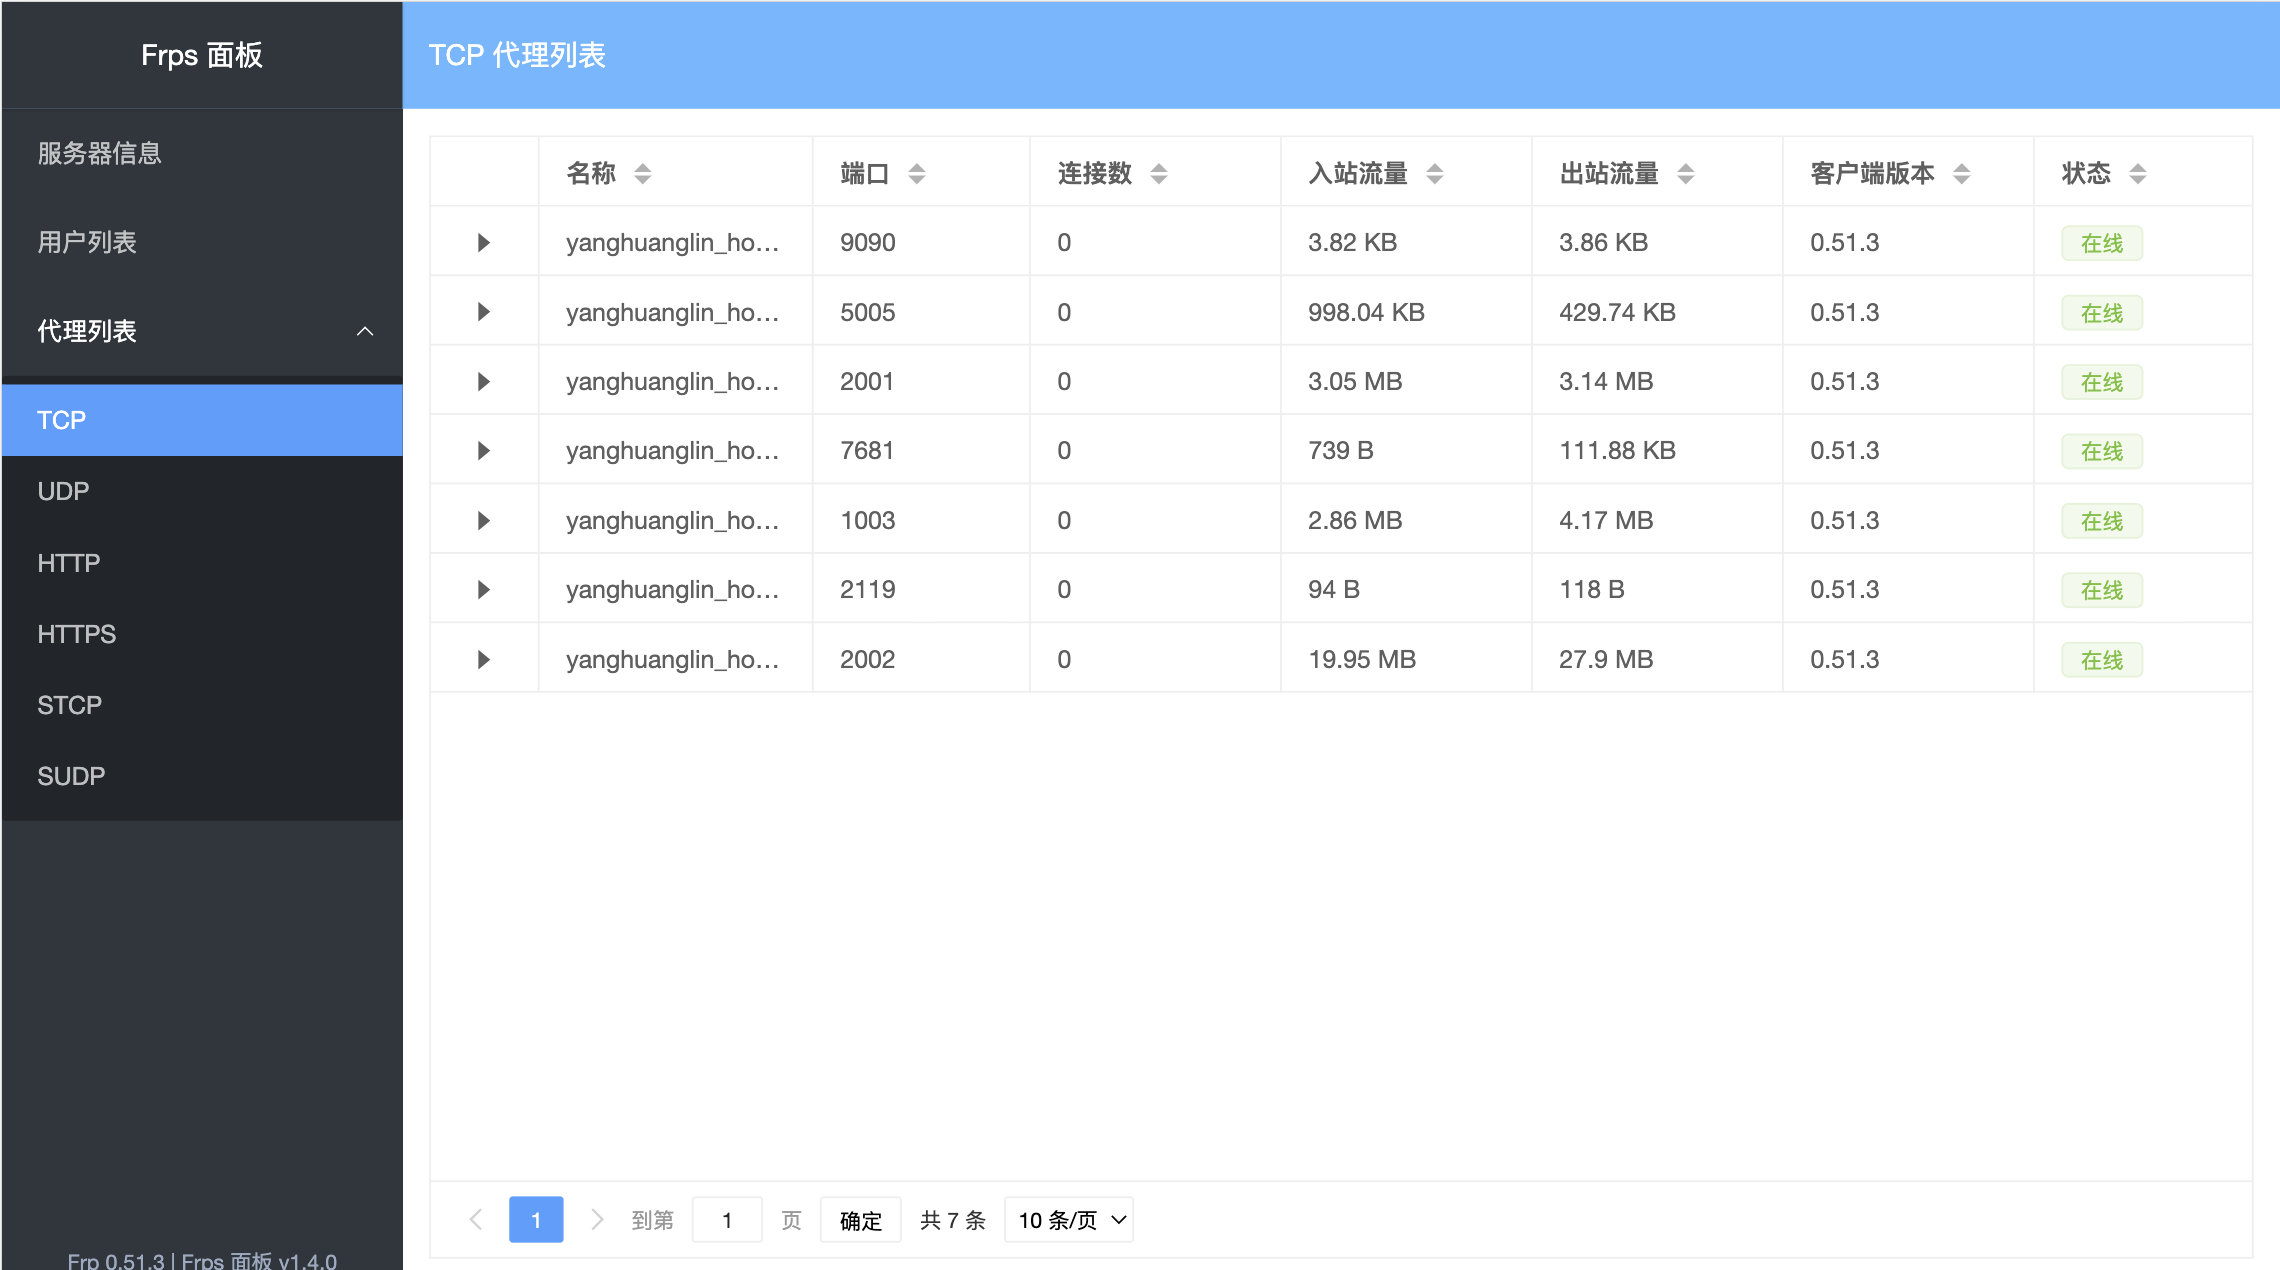 Frps 面板
TCP 代理列表
服务器信息
用户列表
代理列表
TCP
UDP
HTTP
HTTPS
STCP
SUDP
Frp 0.51.3 | Frps 面板 v1.4.0
名称 端口 连接数 入站流量 出站流量 客户端版本 状态
yanghuanglin_ho... 9090 0 3.82 KB 3.86 KB 0.51.3 在线
yanghuanglin_ho... 5005 0 998.04 KB 429.74 KB 0.51.3 在线
yanghuanglin_ho... 2001 0 3.05 MB 3.14 MB 0.51.3 在线
yanghuanglin_ho... 7681 0 739 B 111.88 KB 0.51.3 在线
yanghuanglin_ho... 1003 0 2.86 MB 4.17 MB 0.51.3 在线
yanghuanglin_ho... 2119 0 94 B 118 B 0.51.3 在线
yanghuanglin_ho... 2002 0 19.95 MB 27.9 MB 0.51.3 在线
1 到第 1 页 确定 共 7 条 10 条/页